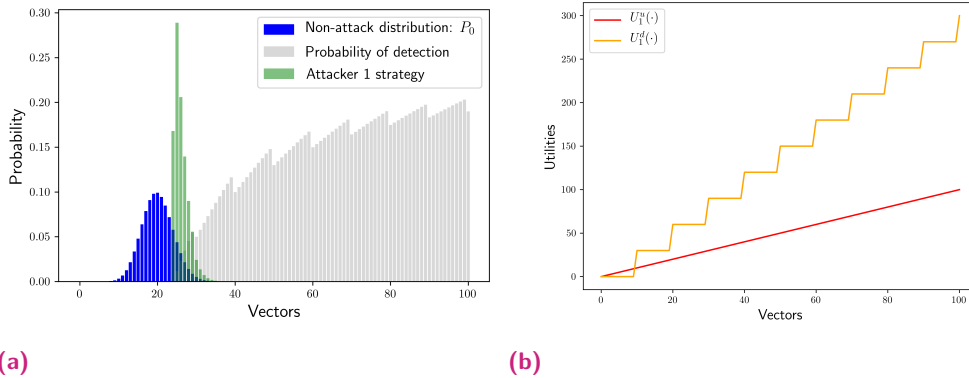 0.30
0.25
0.20
0.15
0.10
0.05
0.00
Probability
0
20
40
60
80
100
Vectors
Non-attack distribution: P₀
Probability of detection
Attacker 1 strategy
(a)
300
250
200
150
100
50
0
Utilities
0
20
40
60
80
100
Vectors
U₁ᵘ(·)
U₁ᵈ(·)
(b)